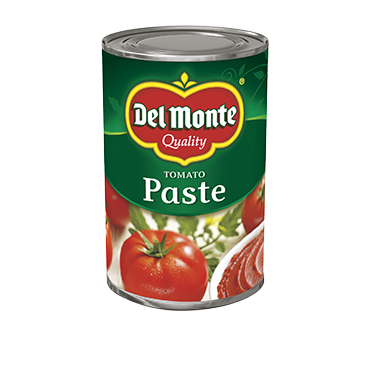 Del Monte
®
Quality
TOMATO
Paste